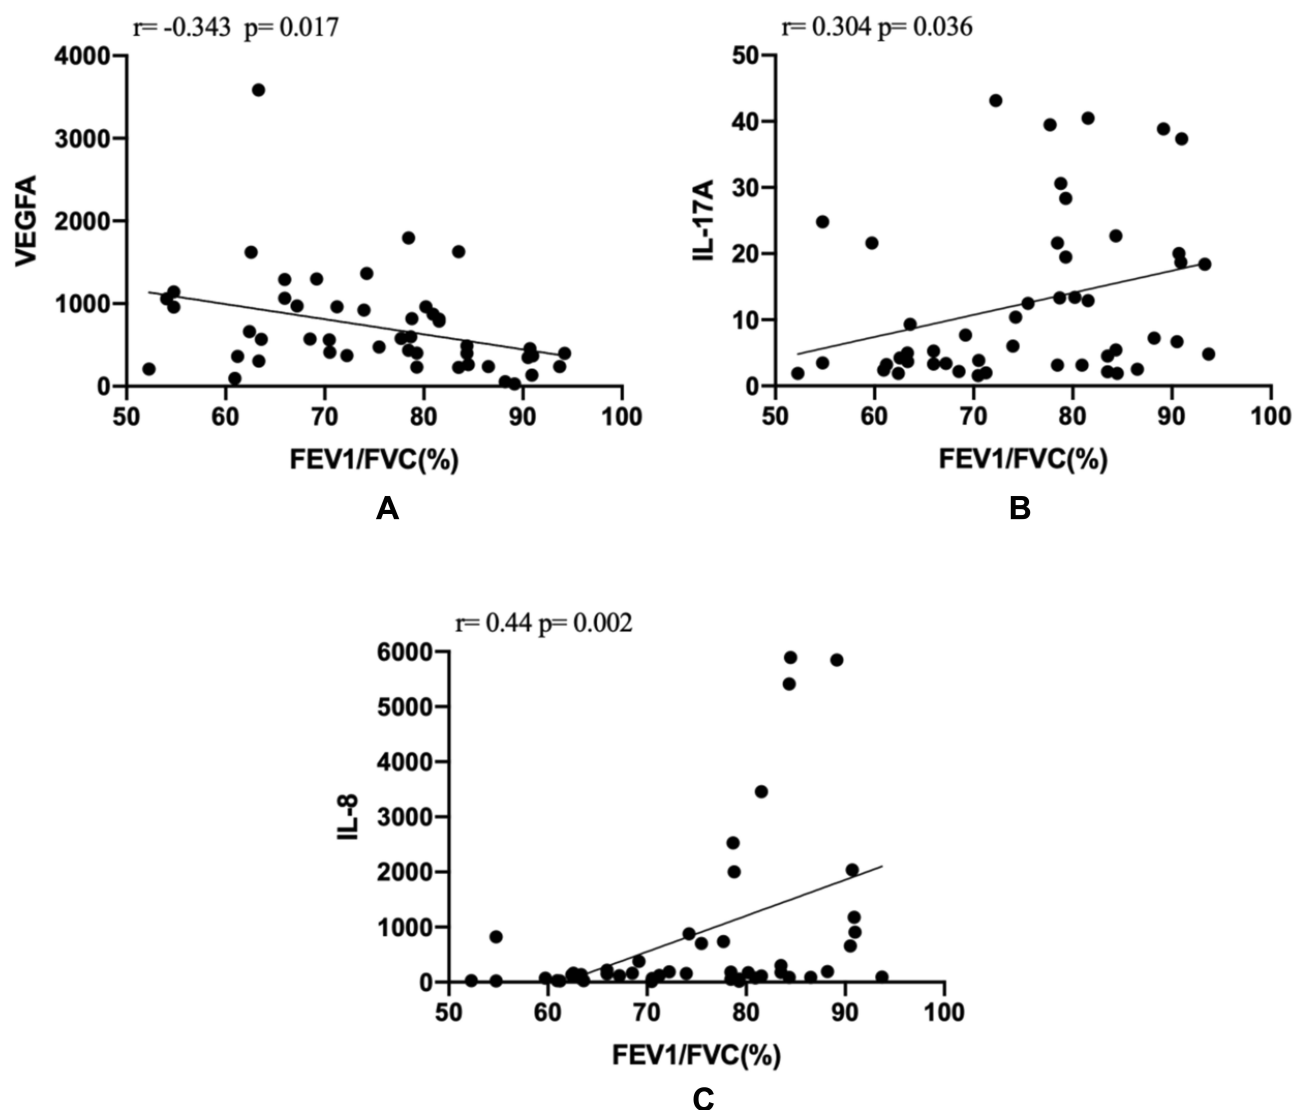 r= -0.343 p= 0.017
4000
3000
2000
1000
0
VEGFA
50 60 70 80 90 100
FEV1/FVC(%)
A
r= 0.304 p= 0.036
50
40
30
20
10
0
IL-17A
50 60 70 80 90 100
FEV1/FVC(%)
B
r= 0.44 p= 0.002
6000
5000
4000
3000
2000
1000
0
IL-8
50 60 70 80 90 100
FEV1/FVC(%)
C